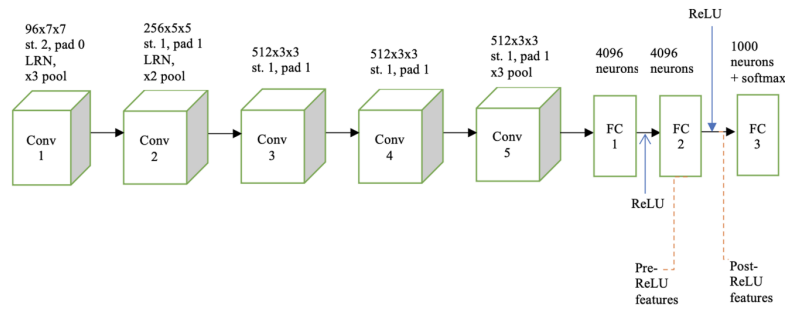 96x7x7
st. 2, pad 0
LRN,
x3 pool
256x5x5
st. 1, pad 1
LRN,
x2 pool
512x3x3
st. 1, pad 1
512x3x3
st. 1, pad 1
512x3x3
st. 1, pad 1
x3 pool
4096
neurons
4096
neurons
ReLU
1000
neurons
+ softmax
Conv
1
Conv
2
Conv
3
Conv
4
Conv
5
FC
1
FC
2
FC
3
ReLU
Pre-
ReLU
features
Post-
ReLU
features